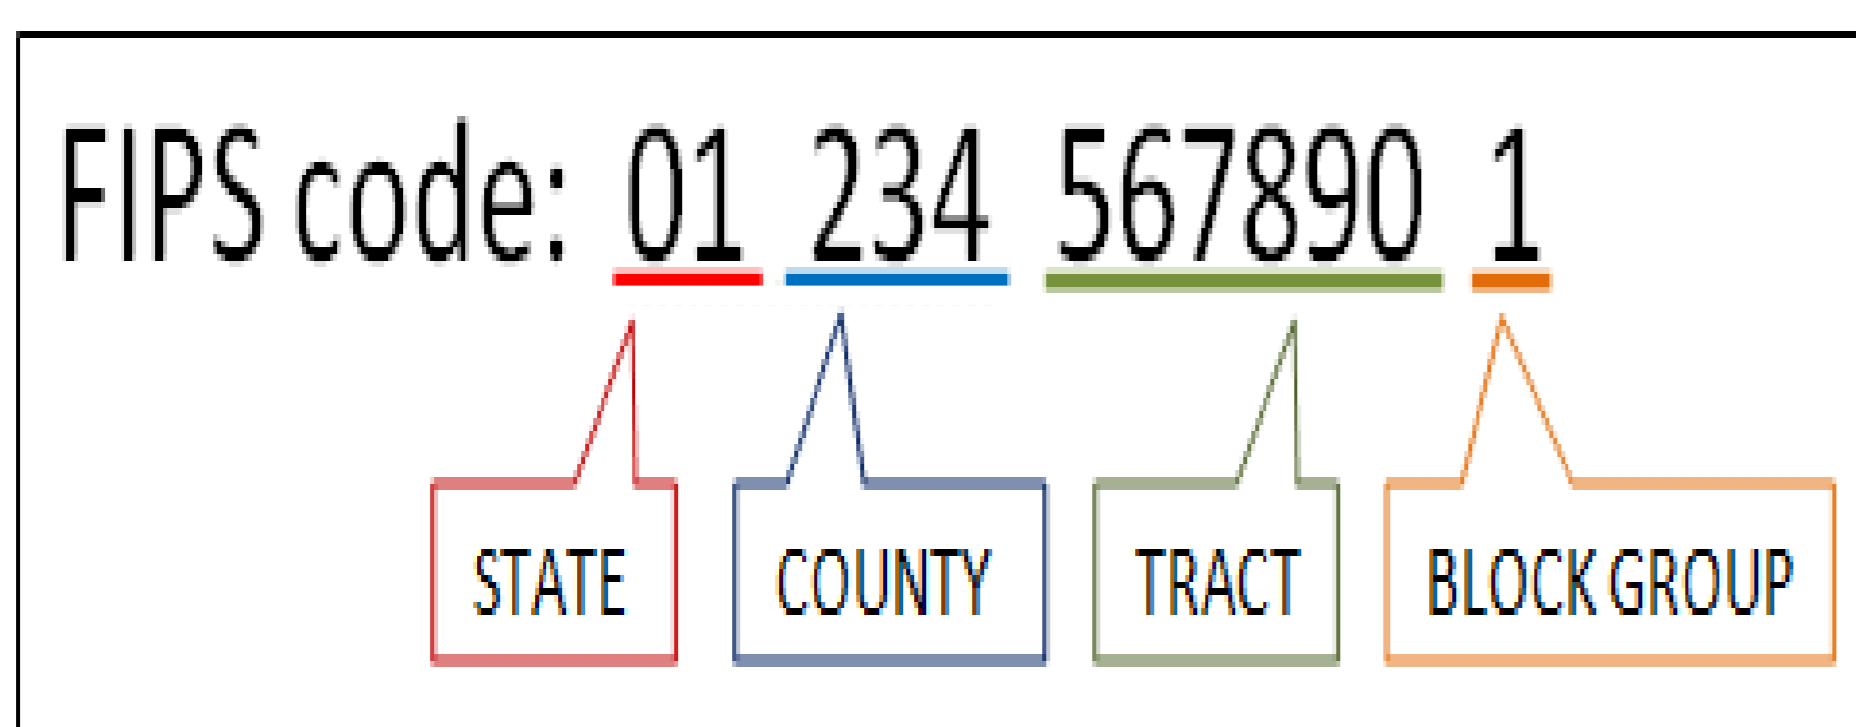 FIPS code: 01 234 567890 1
STATE COUNTY TRACT BLOCK GROUP